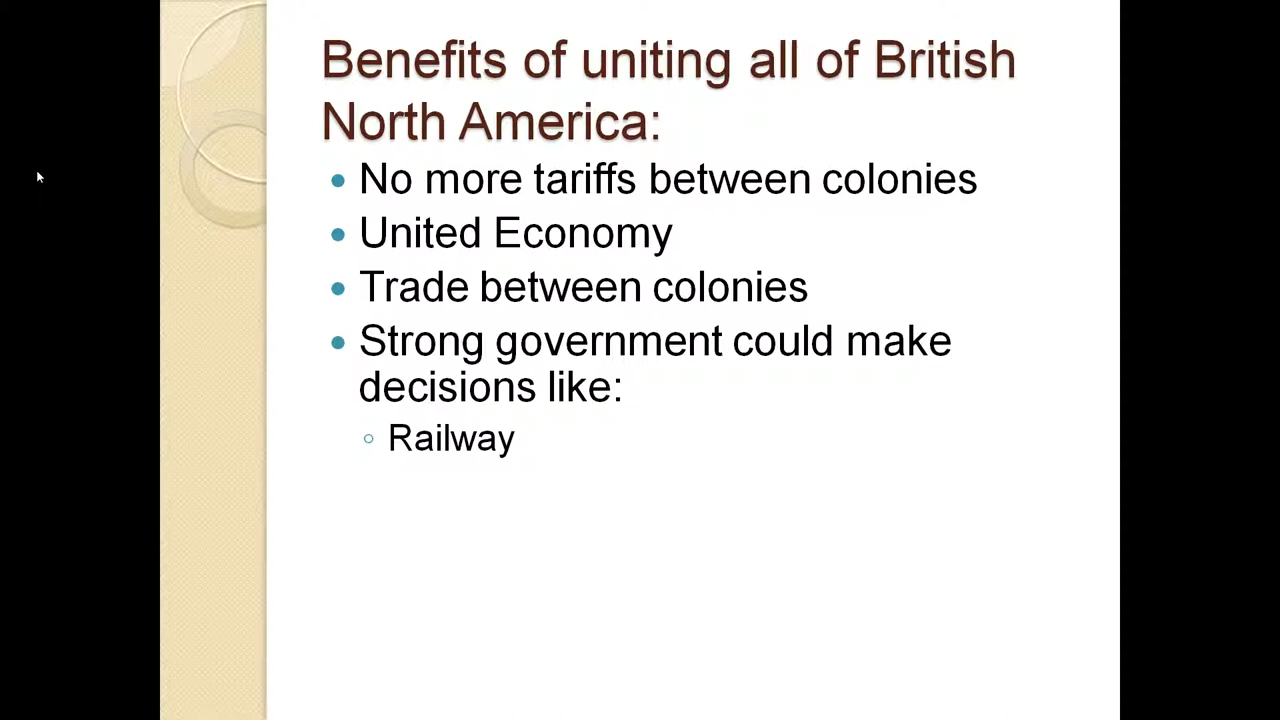 Benefits of uniting all of British
North America:
• No more tariffs between colonies
• United Economy
• Trade between colonies
• Strong government could make
decisions like:
◦ Railway